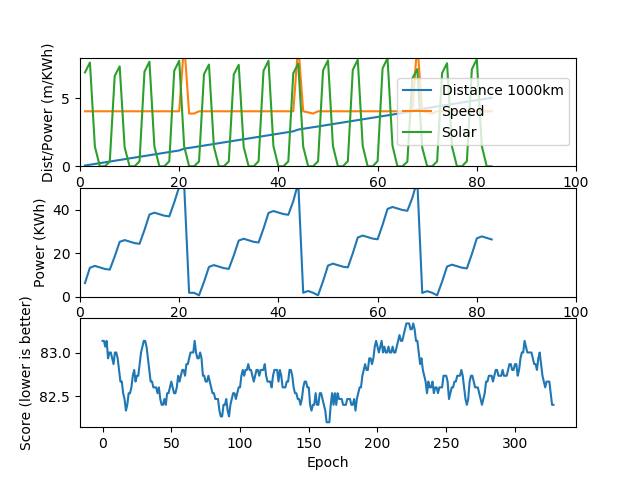 Dist/Power (m/KWh)
5
0
Distance 1000km
Speed
Solar
0 20 40 60 80 100
Power (KWh)
40
20
0
0 20 40 60 80 100
Score (lower is better)
83.0
82.5
0 50 100 150 200 250 300
Epoch